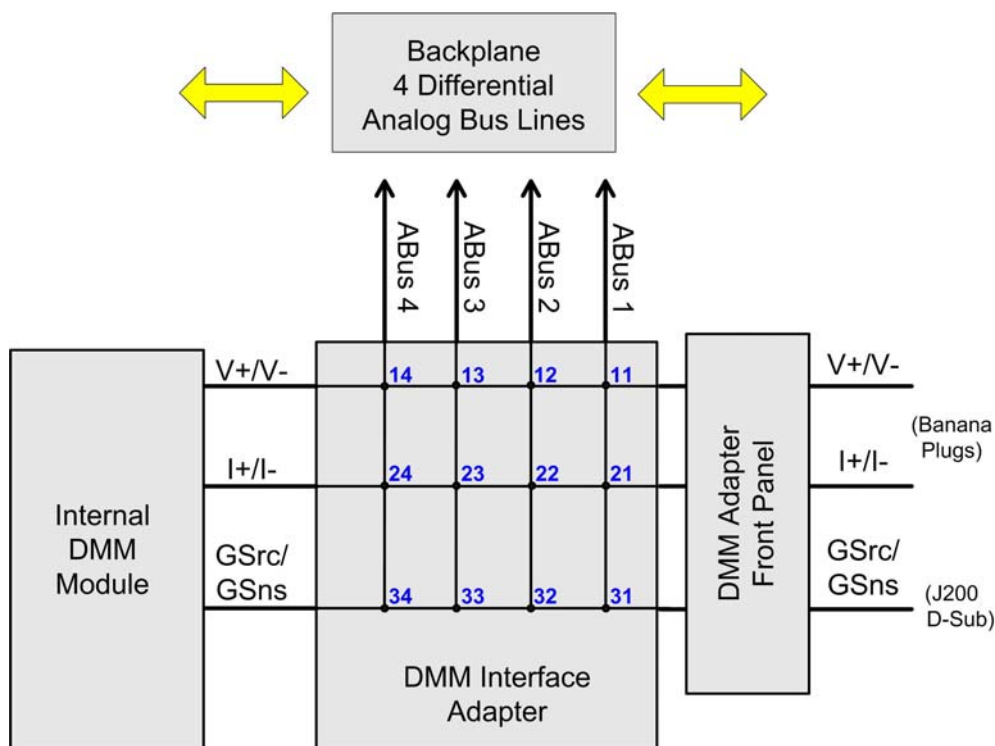 Backplane
4 Differential
Analog Bus Lines
ABus 4
ABus 3
ABus 2
ABus 1
V+/V-
14
13
12
11
V+/V-
(Banana
Plugs)
I+/I-
24
23
22
21
I+/I-
Internal
DMM
Module
DMM Adapter
Front Panel
GSrc/
GSns
34
33
32
31
GSrc/
GSns
(J200
D-Sub)
DMM Interface
Adapter